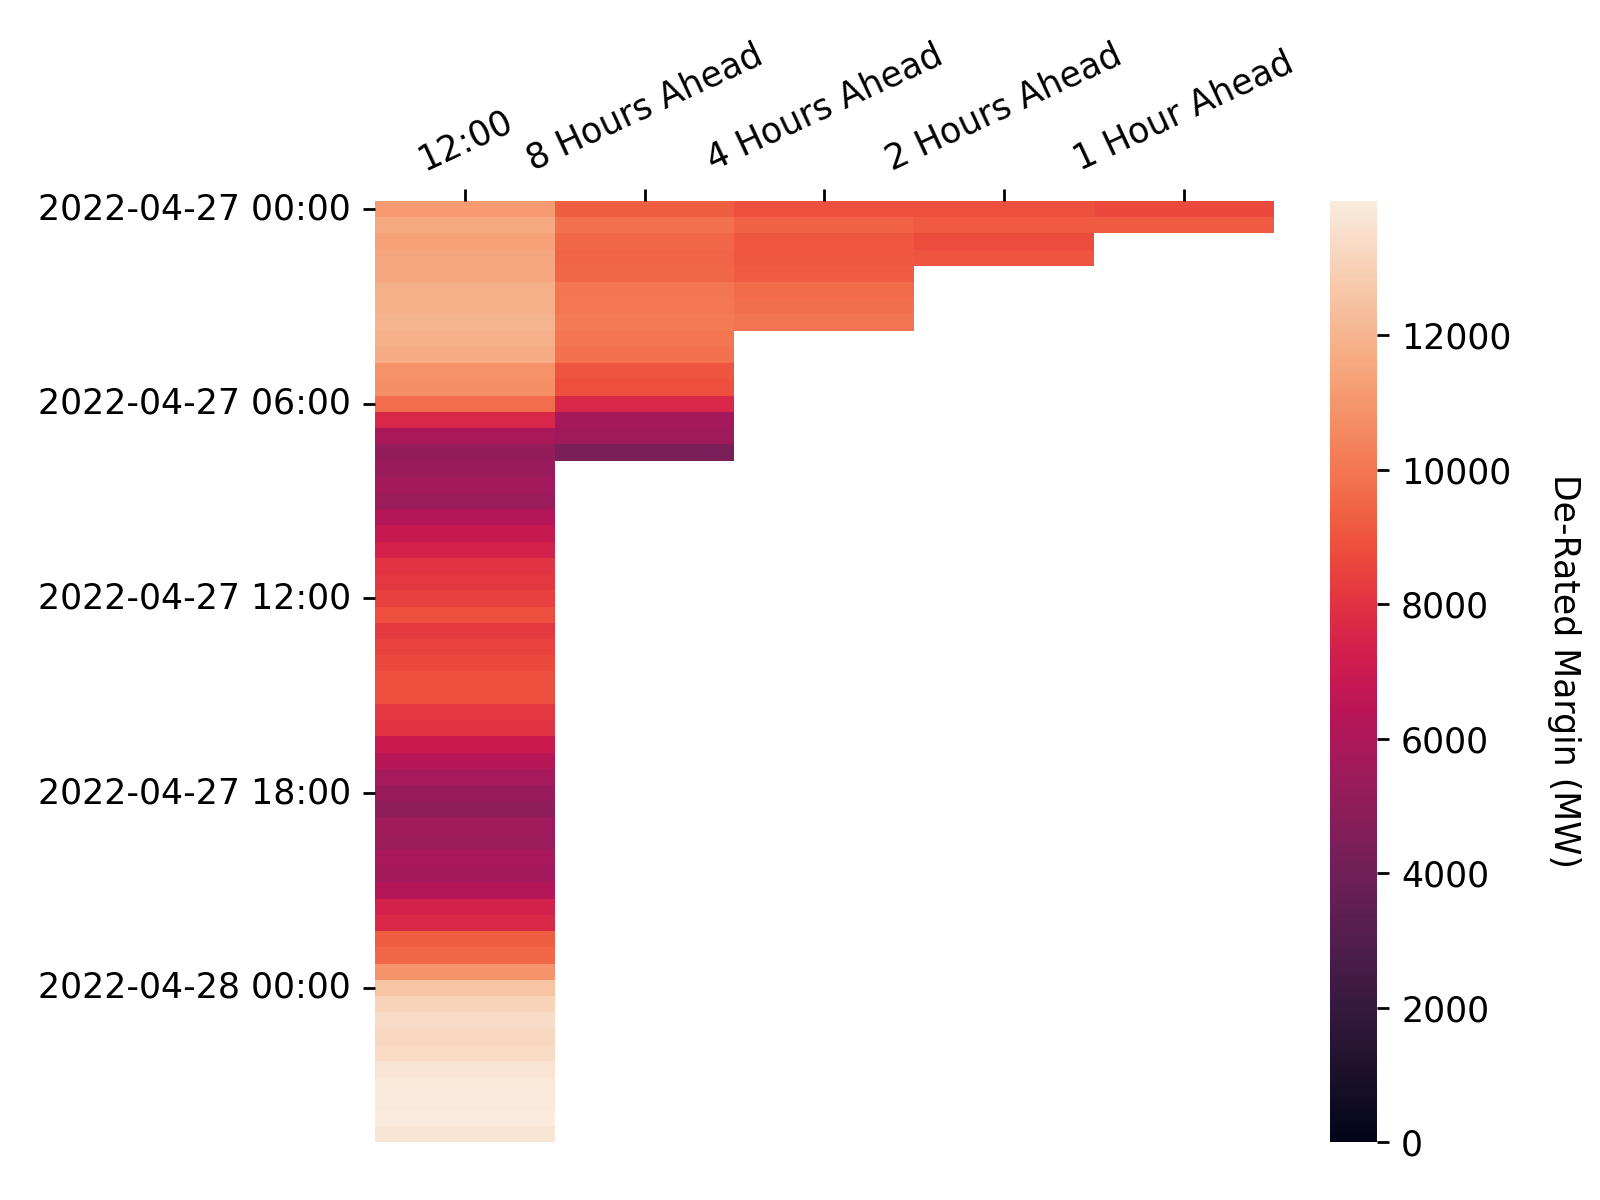 12:00
8 Hours Ahead
4 Hours Ahead
2 Hours Ahead
1 Hour Ahead
2022-04-27 00:00
2022-04-27 06:00
2022-04-27 12:00
2022-04-27 18:00
2022-04-28 00:00
12000
10000
8000
6000
4000
2000
0
De-Rated Margin (MW)